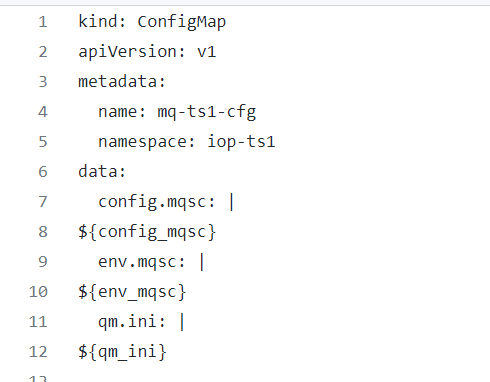 1 kind: ConfigMap
2 apiVersion: v1
3 metadata:
4   name: mq-ts1-cfg
5   namespace: iop-ts1
6 data:
7   config.mqsc: |
8 ${config_mqsc}
9   env.mqsc: |
10 ${env_mqsc}
11   qm.ini: |
12 ${qm_ini}
13